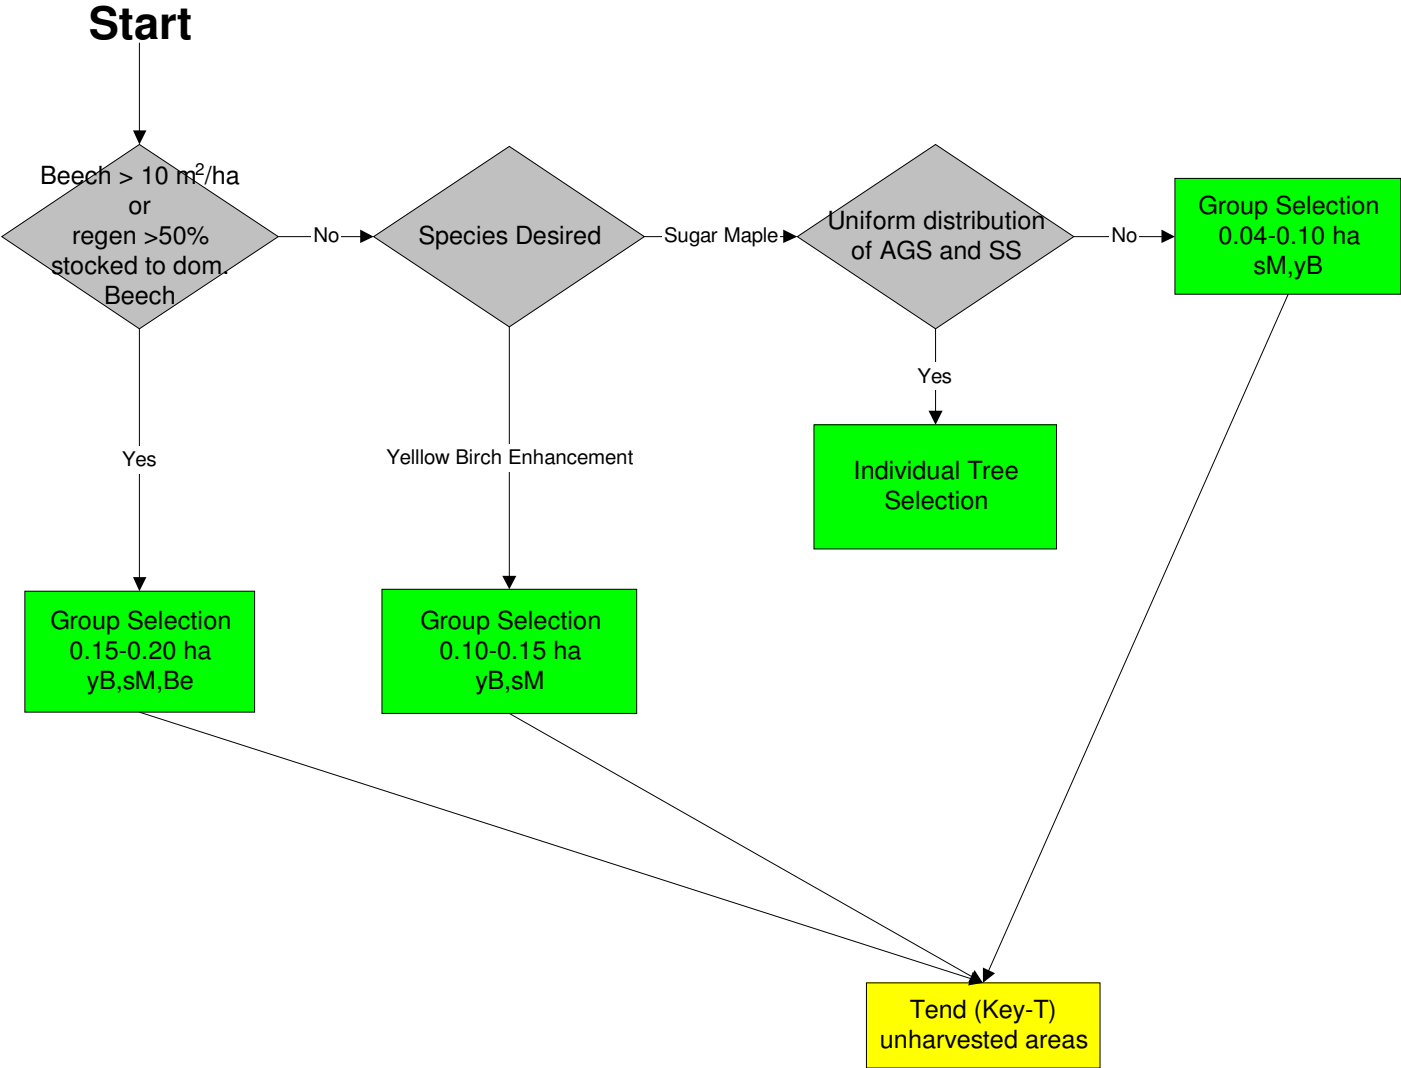 Start
Beech > 10 m²/ha
or
regen >50%
stocked to dom.
Beech
No
Species Desired
Sugar Maple
Uniform distribution
of AGS and SS
No
Group Selection
0.04-0.10 ha
sM,yB
Yes
Individual Tree
Selection
Yes
Yelllow Birch Enhancement
Group Selection
0.15-0.20 ha
yB,sM,Be
Group Selection
0.10-0.15 ha
yB,sM
Tend (Key-T)
unharvested areas